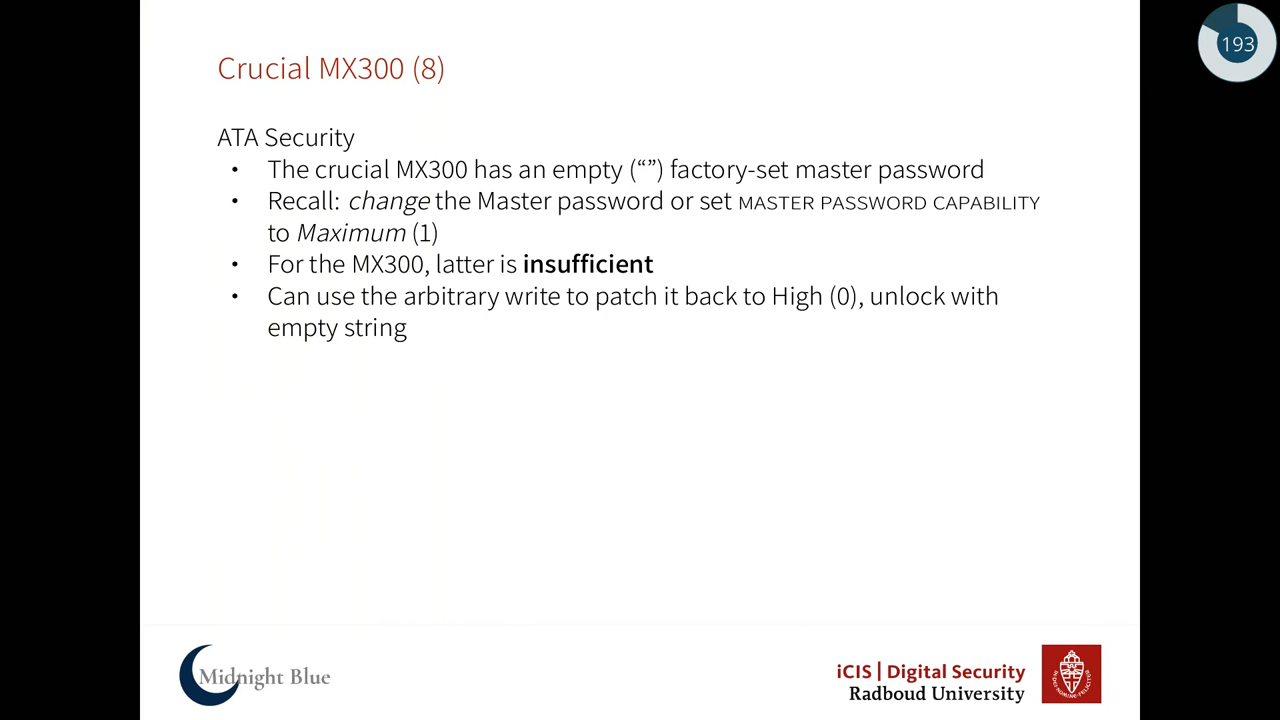 193
Crucial MX300 (8)
ATA Security
• The crucial MX300 has an empty (“”) factory-set master password
• Recall: change the Master password or set MASTER PASSWORD CAPABILITY
to Maximum (1)
• For the MX300, latter is insufficient
• Can use the arbitrary write to patch it back to High (0), unlock with
empty string
Midnight Blue
iCIS | Digital Security
Radboud University